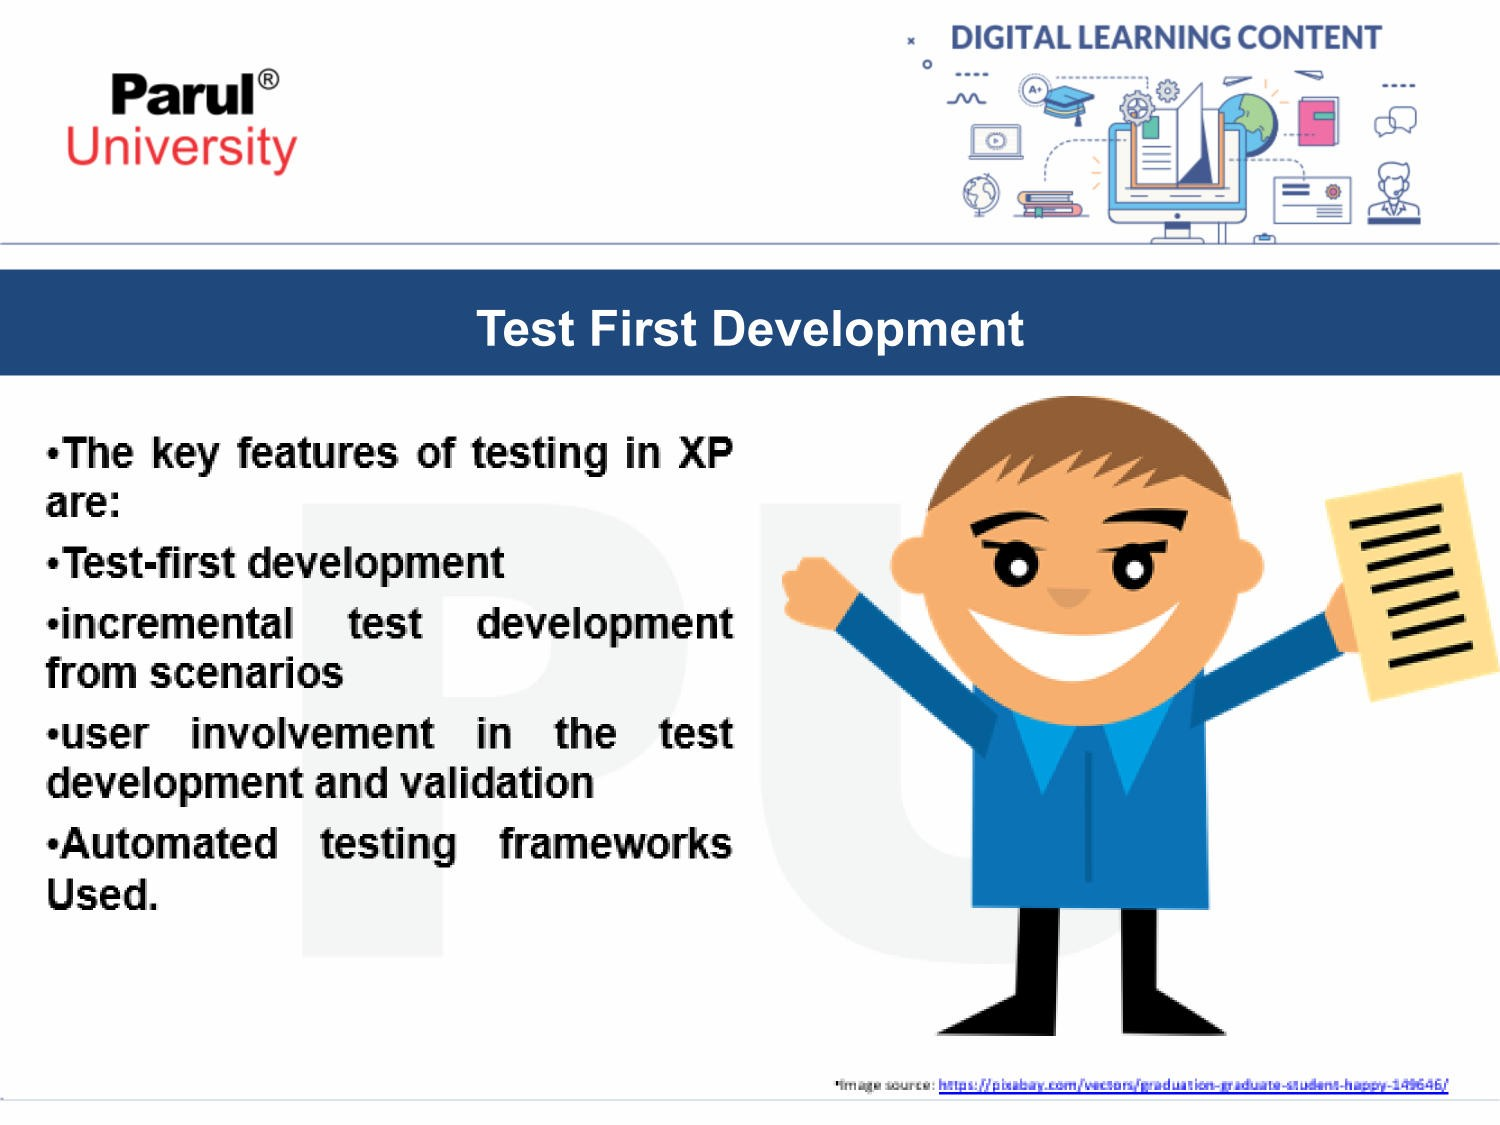 DIGITAL LEARNING CONTENT
A+
Parul®
University
Test First Development
•The key features of testing in XP
are:
•Test-first development
•incremental test development
from scenarios
•user involvement in the test
development and validation
•Automated testing frameworks
Used.
PU
*Image source: https://pixabay.com/vectors/graduation-graduate-student-happy-149646/